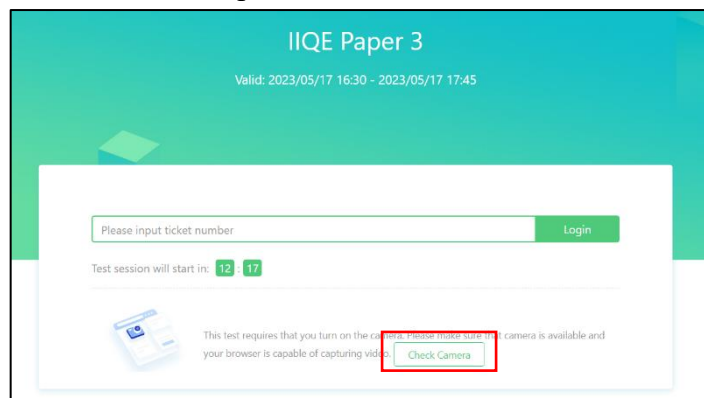 IIQE Paper 3
Valid: 2023/05/17 16:30 - 2023/05/17 17:45
Please input ticket number
Login
Test session will start in: 12 : 17
This test requires that you turn on the camera. Please make sure that camera is available and
your browser is capable of capturing video. Check Camera